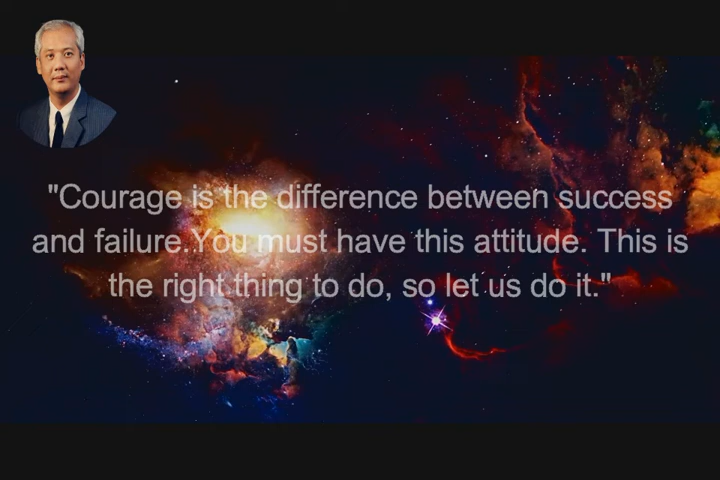 "Courage is the difference between success
and failure.You must have this attitude. This is
the right thing to do, so let us do it."